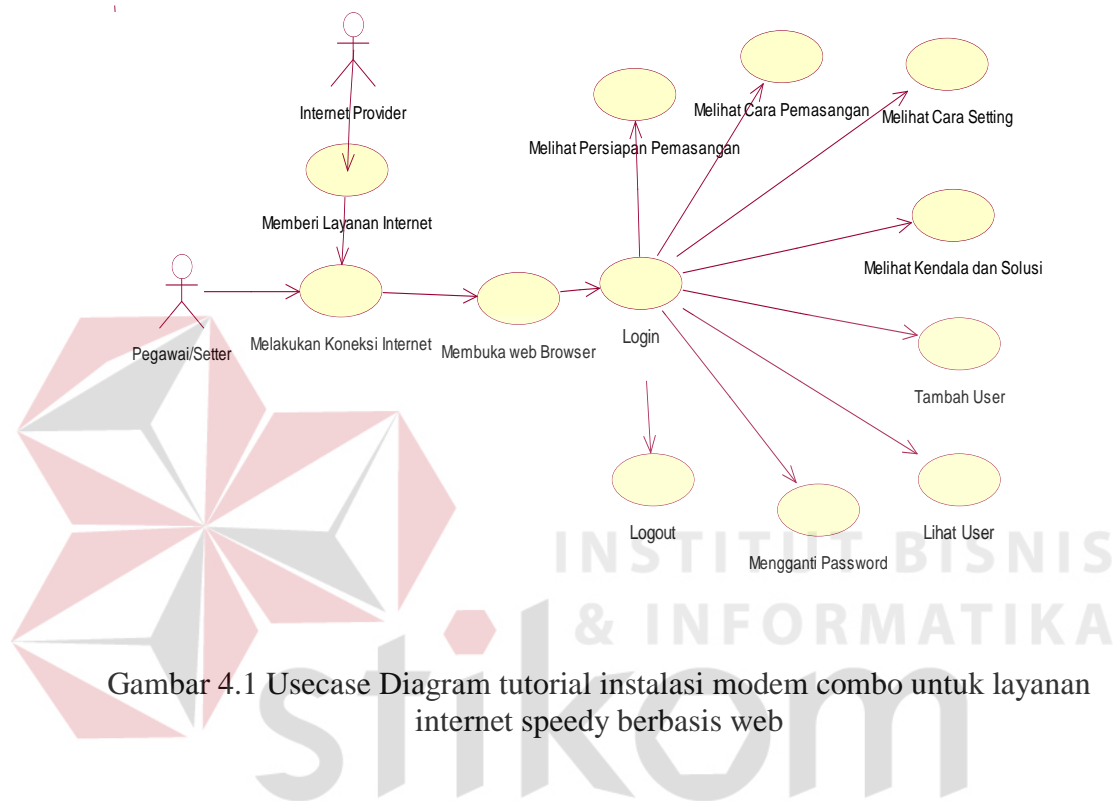 Internet Provider
Melihat Cara Pemasangan
Melihat Cara Setting
Melihat Persiapan Pemasangan
Memberi Layanan Internet
Melihat Kendala dan Solusi
Pegawai/Setter
Melakukan Koneksi Internet
Membuka web Browser
Login
Tambah User
Logout
Mengganti Password
Lihat User
INSTITUT BISNIS
& INFORMATIKA
stikom
Gambar 4.1 Usecase Diagram tutorial instalasi modem combo untuk layanan
internet speedy berbasis web